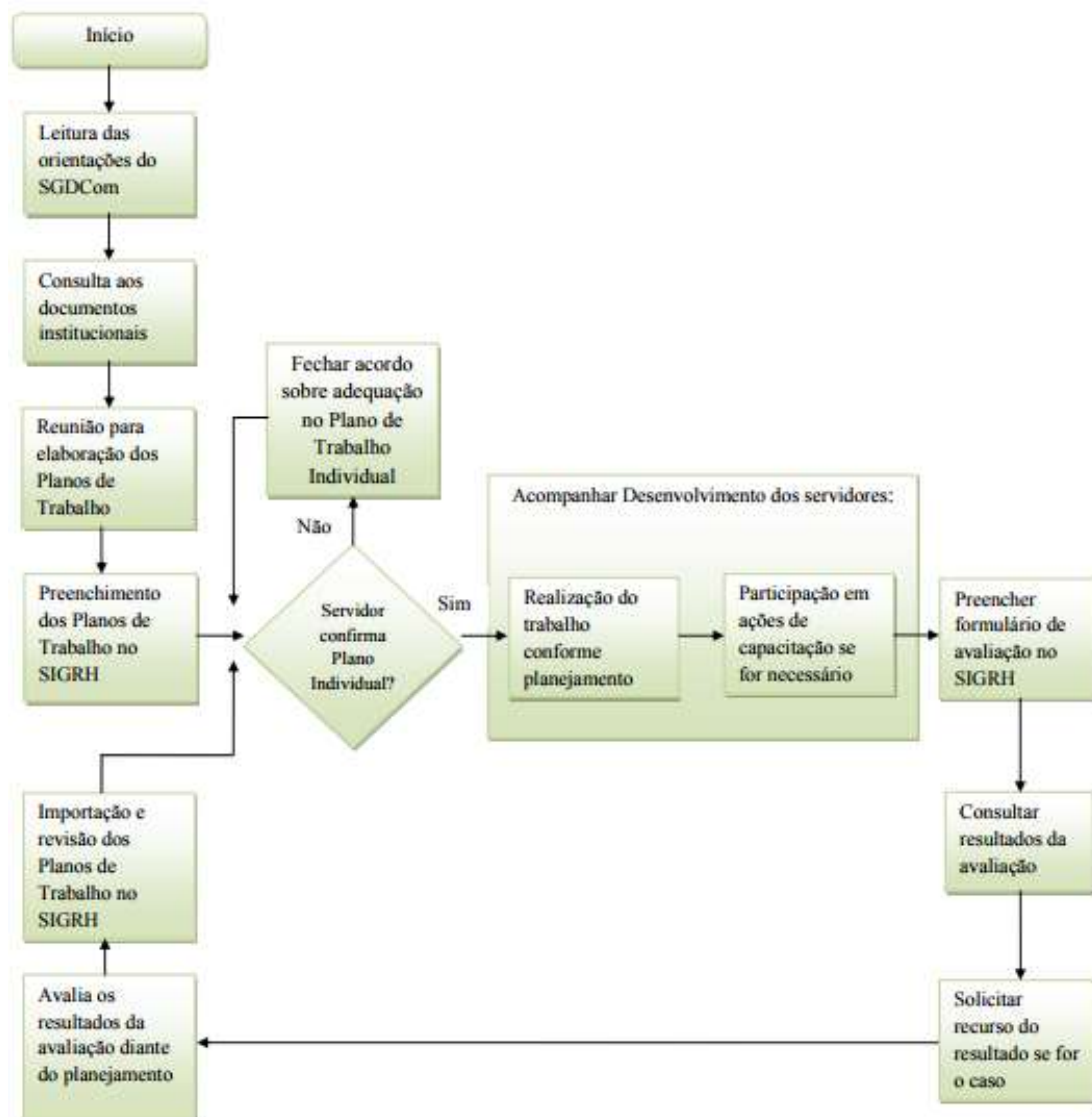 Início
Leitura das
orientações do
SGDCom
Consulta aos
documentos
institucionais
Reunião para
elaboração dos
Planos de
Trabalho
Preenchimento
dos Planos de
Trabalho no
SIGRH
Fechar acordo
sobre adequação
no Plano de
Trabalho
Individual
Não
Servidor
confirma
Plano
Individual?
Sim
Acompanhar Desenvolvimento dos servidores:
Realização do
trabalho
conforme
planejamento
Participação em
ações de
capacitação se
for necessário
Preencher
formulário de
avaliação no
SIGRH
Consultar
resultados da
avaliação
Solicitar
recurso do
resultado se for
o caso
Avalia os
resultados da
avaliação diante
do planejamento
Importação e
revisão dos
Planos de
Trabalho no
SIGRH